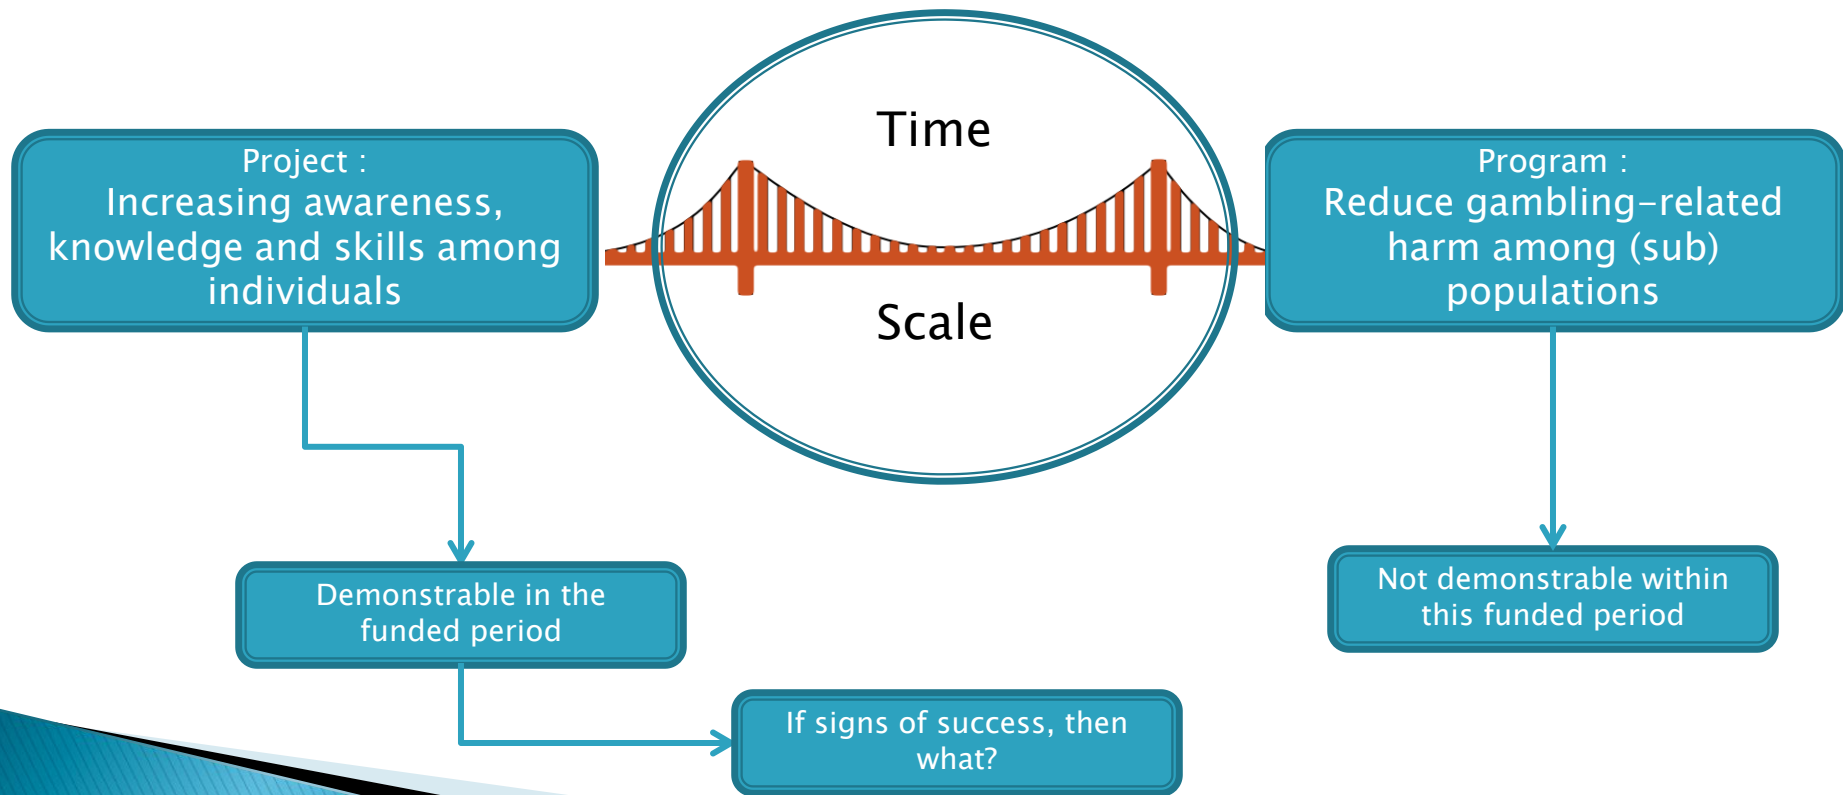 Project :
Increasing awareness,
knowledge and skills among
individuals
Time
Scale
Program :
Reduce gambling-related
harm among (sub)
populations
Demonstrable in the
funded period
Not demonstrable within
this funded period
If signs of success, then
what?